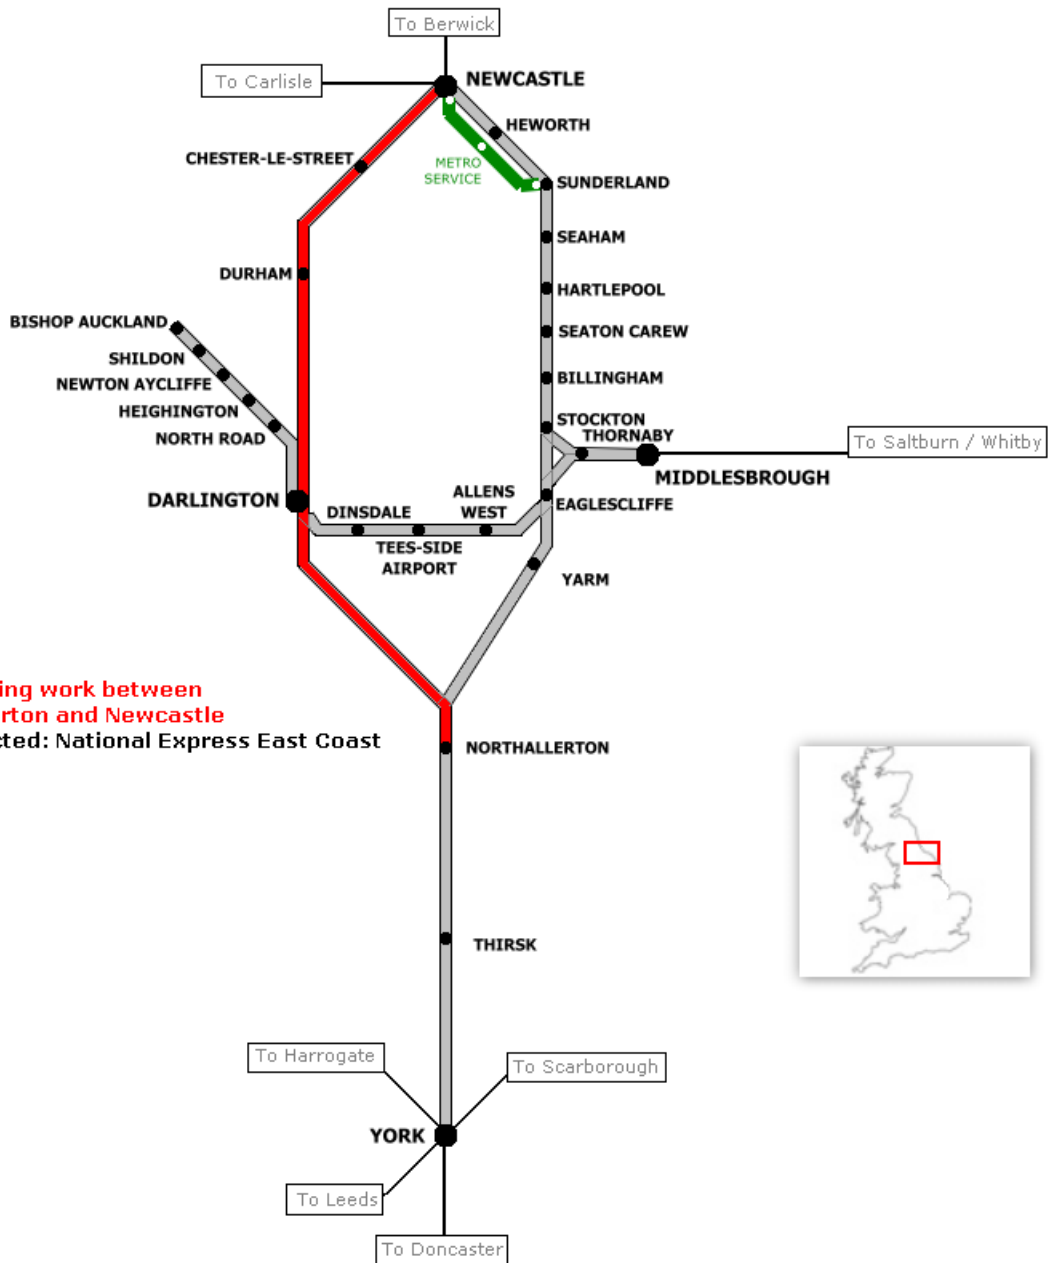 To Berwick
To Carlisle
NEWCASTLE
HEWORTH
CHESTER-LE-STREET
METRO
SERVICE
SUNDERLAND
SEAHAM
DURHAM
HARTLEPOOL
BISHOP AUCKLAND
SEATON CAREW
SHILDON
NEWTON AYCLIFFE
BILLINGHAM
HEIGHINGTON
STOCKTON
NORTH ROAD
THORNABY
To Saltburn / Whitby
MIDDLESBROUGH
DARLINGTON
ALLENS
WEST
EAGLESCLIFFE
DINSDALE
TEES-SIDE
AIRPORT
YARM
ing work between
rton and Newcastle
cted: National Express East Coast
NORTHALLERTON
THIRSK
To Harrogate
To Scarborough
YORK
To Leeds
To Doncaster